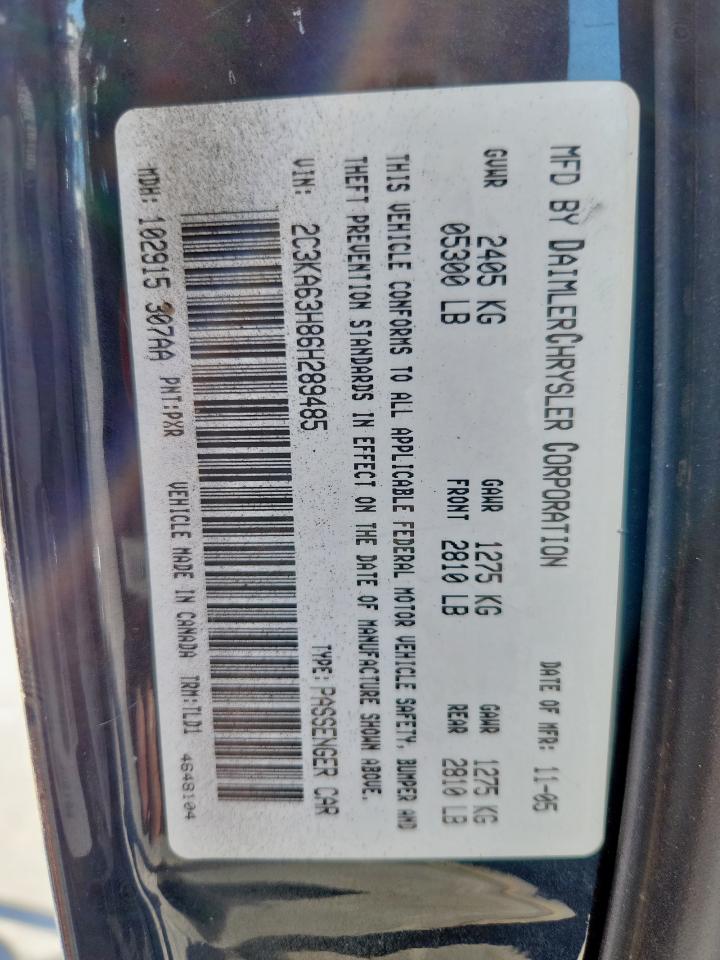 MFD BY DAIMLERCHRYSLER CORPORATION DATE OF MFR: 11-05
GVWR 2405 KG GAWR 1275 KG GAWR 1275 KG
05300 LB FRONT 2810 LB REAR 2810 LB
THIS VEHICLE CONFORMS TO ALL APPLICABLE FEDERAL MOTOR VEHICLE SAFETY, BUMPER AND
THEFT PREVENTION STANDARDS IN EFFECT ON THE DATE OF MANUFACTURE SHOWN ABOVE.
VIN: 2C3KA63H86H289485 TYPE: PASSENGER CAR
MDH: 102915 307AA PNT:PXR VEHICLE MADE IN CANADA TRM:TLD1 4648104